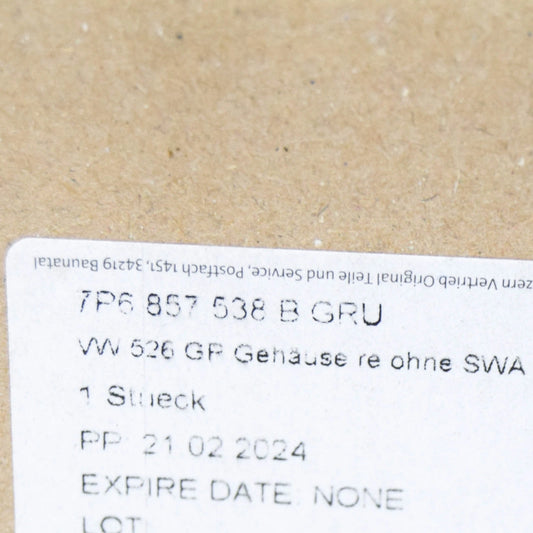 zern Vertrieb Original Teile und Service, Postfach 1451, 34219 Baunatal
7P6 857 538 B GRU
VW 526 GP Gehäuse re ohne SWA
1 Stueck
PP: 21 02 2024
EXPIRE DATE: NONE
LOT: